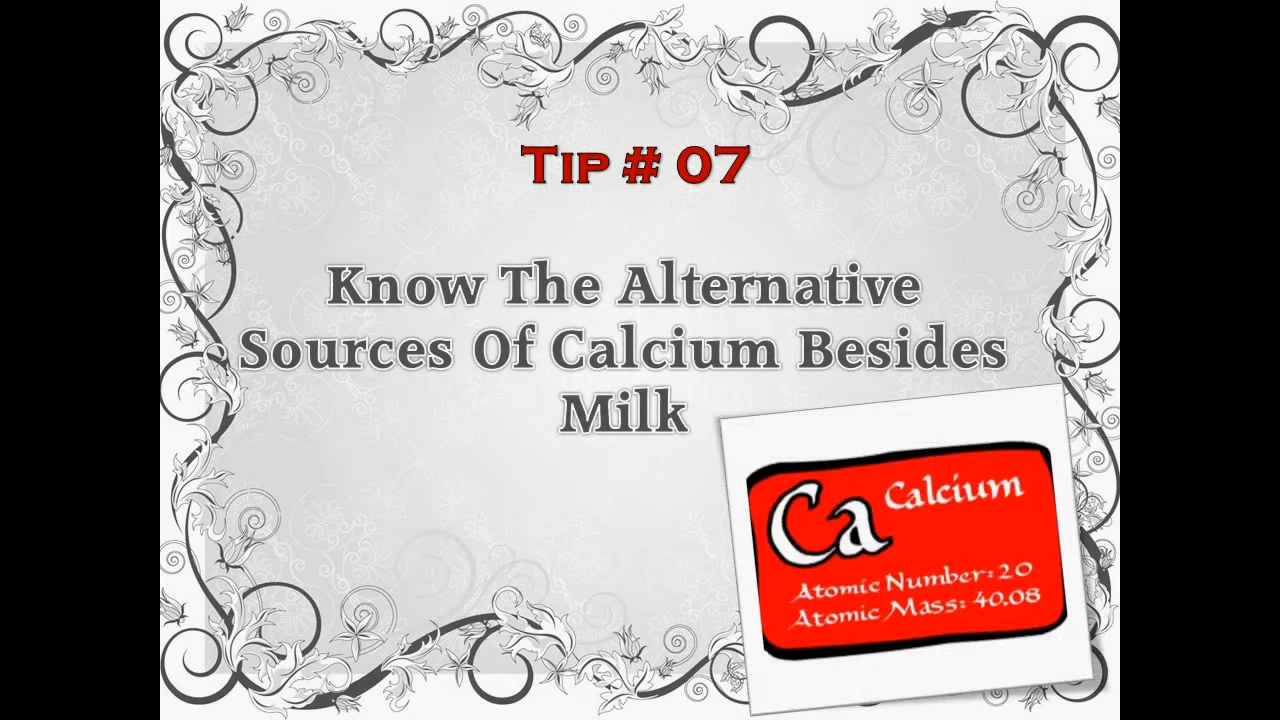 Tip # 07
Know The Alternative
Sources Of Calcium Besides
Milk
Ca Calcium
Atomic Number: 20
Atomic Mass: 40.08